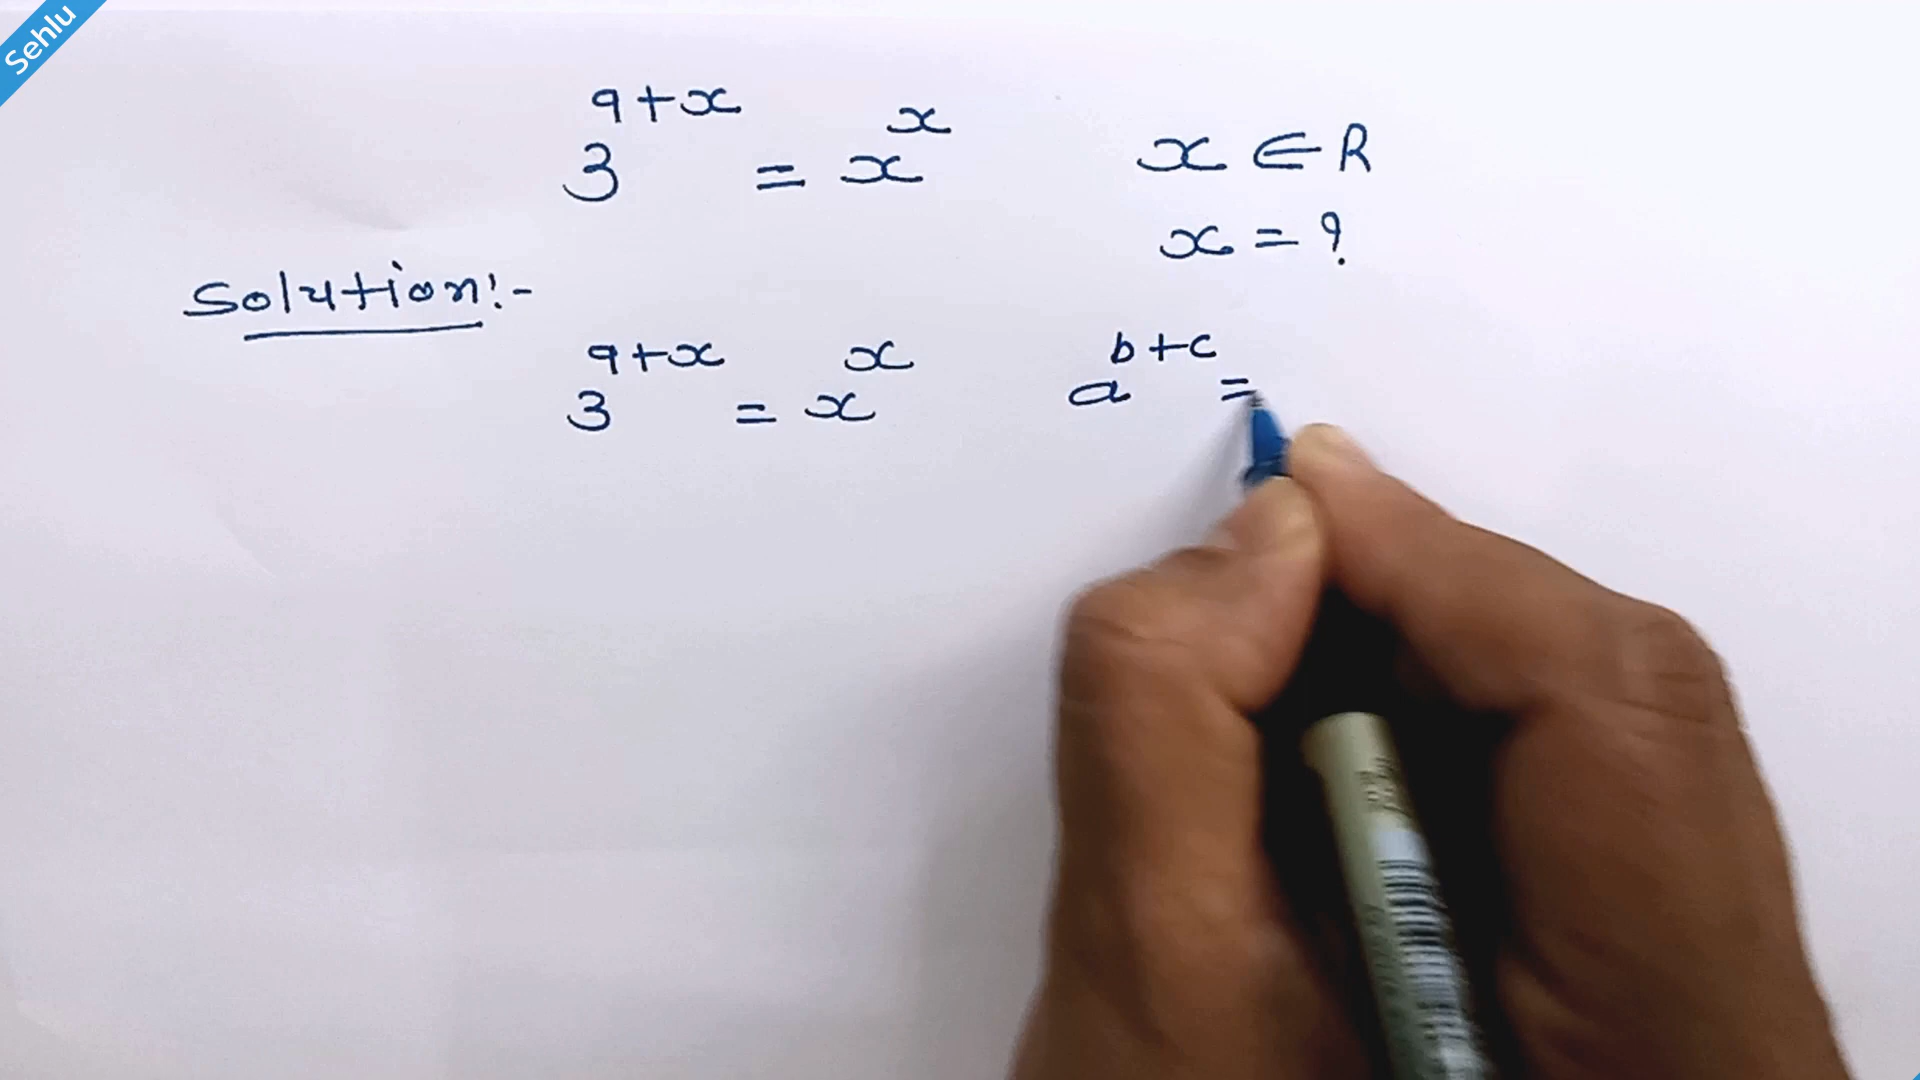 Sehlu
3^{9+x} = x^x
x ∈ R
x = ?
Solution:-
3^{9+x} = x^x
a^{b+c} =